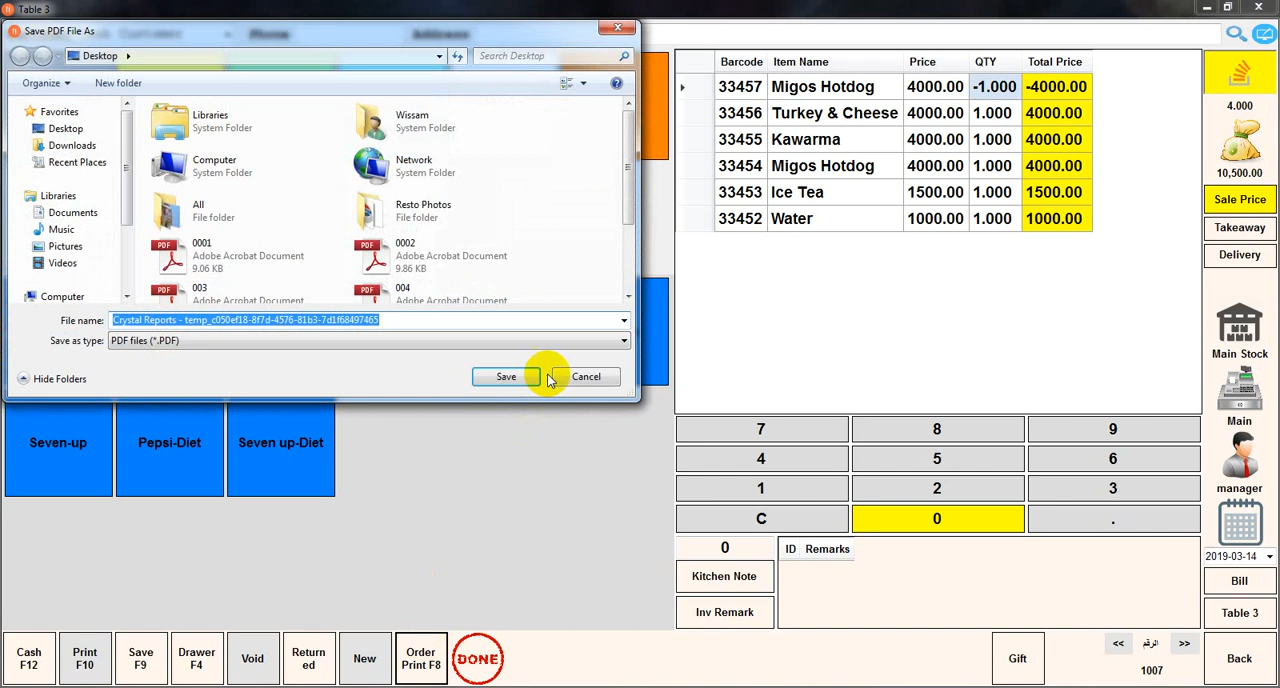 Table 3
Save PDF File As
Desktop
Search Desktop
Organize
New folder
Favorites
Desktop
Downloads
Recent Places
Libraries
Documents
Music
Pictures
Videos
Computer
Libraries
System Folder
Wissam
System Folder
Computer
System Folder
Network
System Folder
All
File folder
Resto Photos
File folder
PDF
0001
Adobe Acrobat Document
9.06 KB
PDF
0002
Adobe Acrobat Document
9.86 KB
PDF
003
Adobe Acrobat Document
PDF
004
Adobe Acrobat Document
File name:
Crystal Reports - temp_c050ef18-8f7d-4576-81b3-7d1f68497465
Save as type:
PDF files (*.PDF)
Hide Folders
Save
Cancel
Seven-up
Pepsi-Diet
Seven up-Diet
Barcode Item Name Price QTY Total Price
33457 Migos Hotdog 4000.00 -1.000 -4000.00
33456 Turkey & Cheese 4000.00 1.000 4000.00
33455 Kawarma 4000.00 1.000 4000.00
33454 Migos Hotdog 4000.00 1.000 4000.00
33453 Ice Tea 1500.00 1.000 1500.00
33452 Water 1000.00 1.000 1000.00
7 8 9
4 5 6
1 2 3
C 0 .
0
ID Remarks
Kitchen Note
Inv Remark
4.000
10,500.00
Sale Price
Takeaway
Delivery
Main Stock
Main
manager
2019-03-14
Bill
Table 3
Cash
F12
Print
F10
Save
F9
Drawer
F4
Void
Return
ed
New
Order
Print F8
DONE
Gift
<< الرقم >>
1007
Back